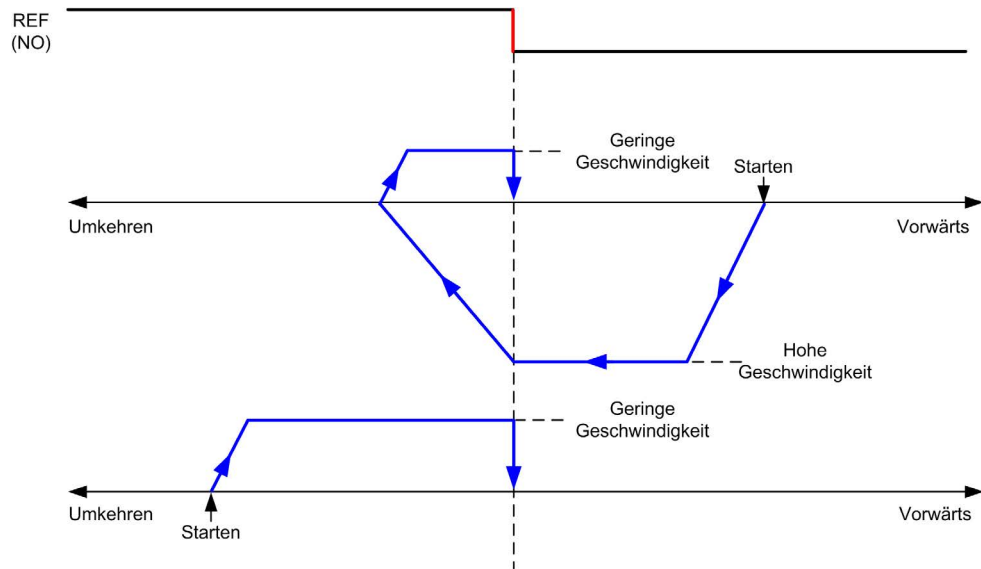 REF
(NO)
Geringe
Geschwindigkeit
Starten
Umkehren
Vorwärts
Hohe
Geschwindigkeit
Geringe
Geschwindigkeit
Umkehren
Vorwärts
Starten